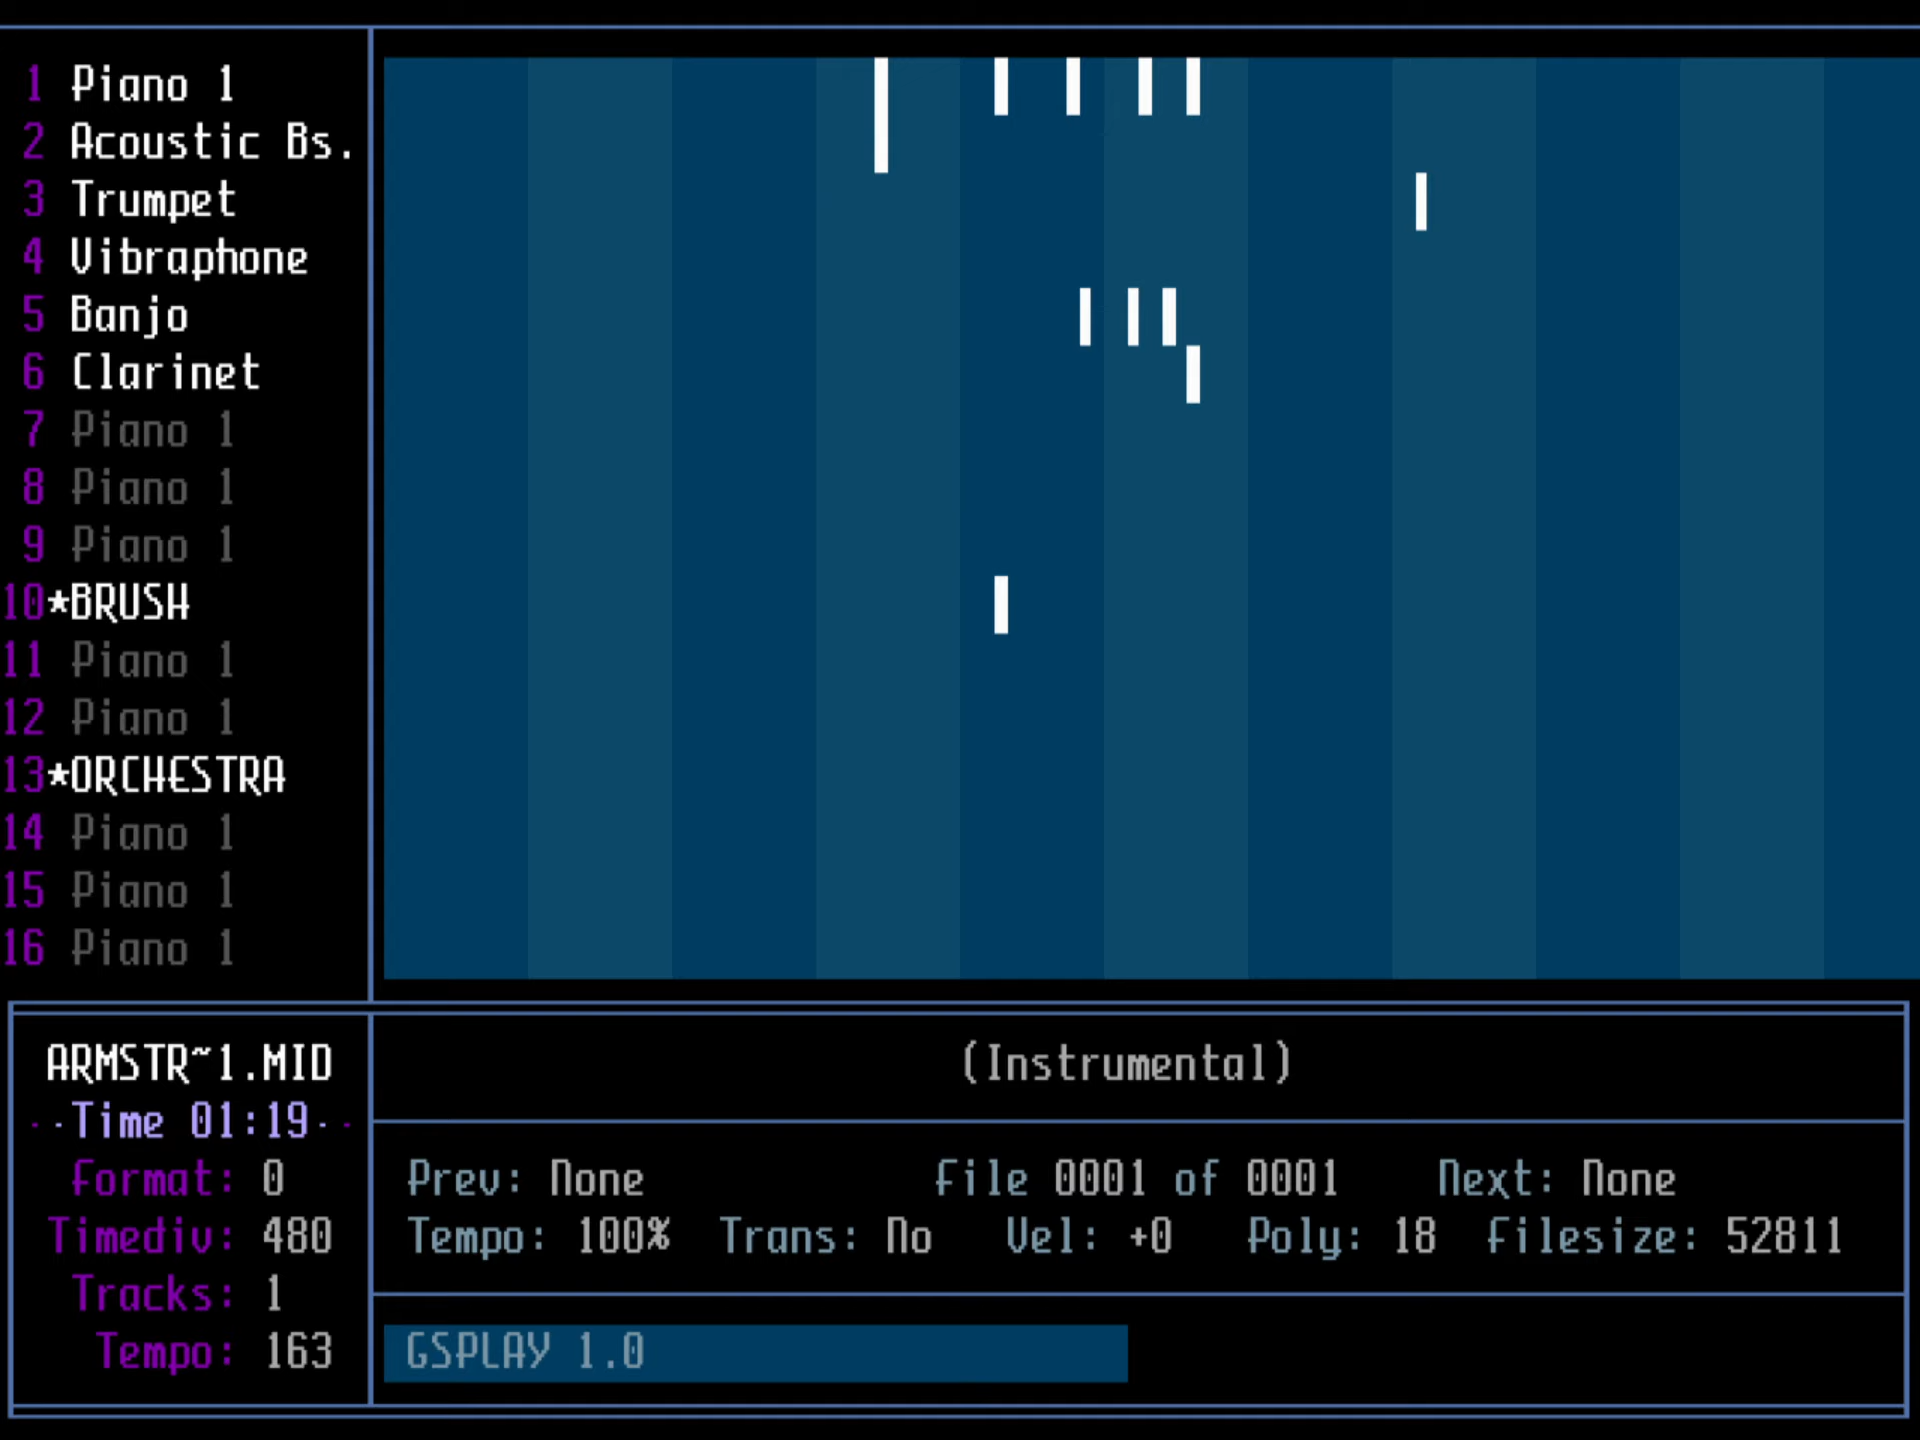 1 Piano 1
2 Acoustic Bs.
3 Trumpet
4 Vibraphone
5 Banjo
6 Clarinet
7 Piano 1
8 Piano 1
9 Piano 1
10*BRUSH
11 Piano 1
12 Piano 1
13*ORCHESTRA
14 Piano 1
15 Piano 1
16 Piano 1
ARMSTR~1.MID
--Time 01:19--
Format: 0
Timediv: 480
Tracks: 1
Tempo: 163
(Instrumental)
Prev: None File 0001 of 0001 Next: None
Tempo: 100% Trans: No Vel: +0 Poly: 18 Filesize: 52811
GSPLAY 1.0